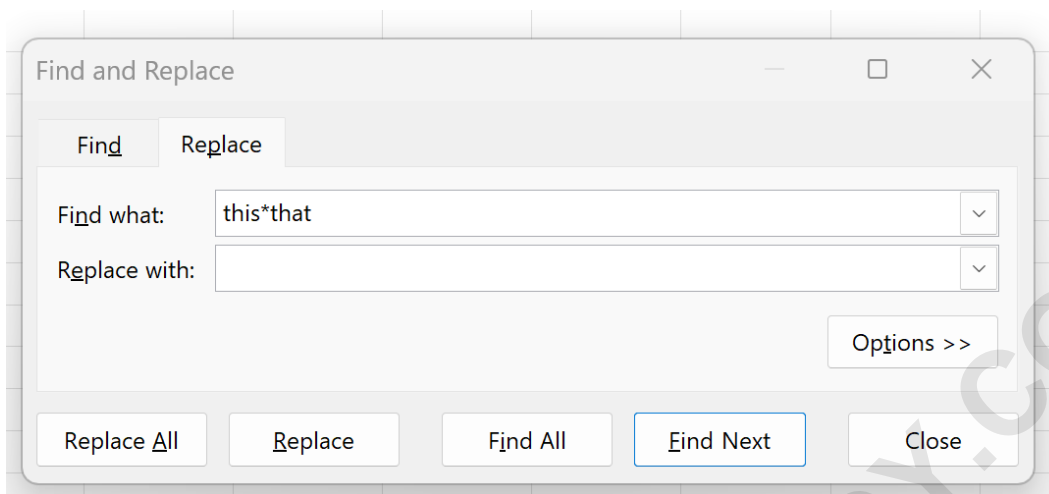 Find and Replace
Find Replace
Find what: this*that
Replace with:
Options >>
Replace All Replace Find All Find Next Close